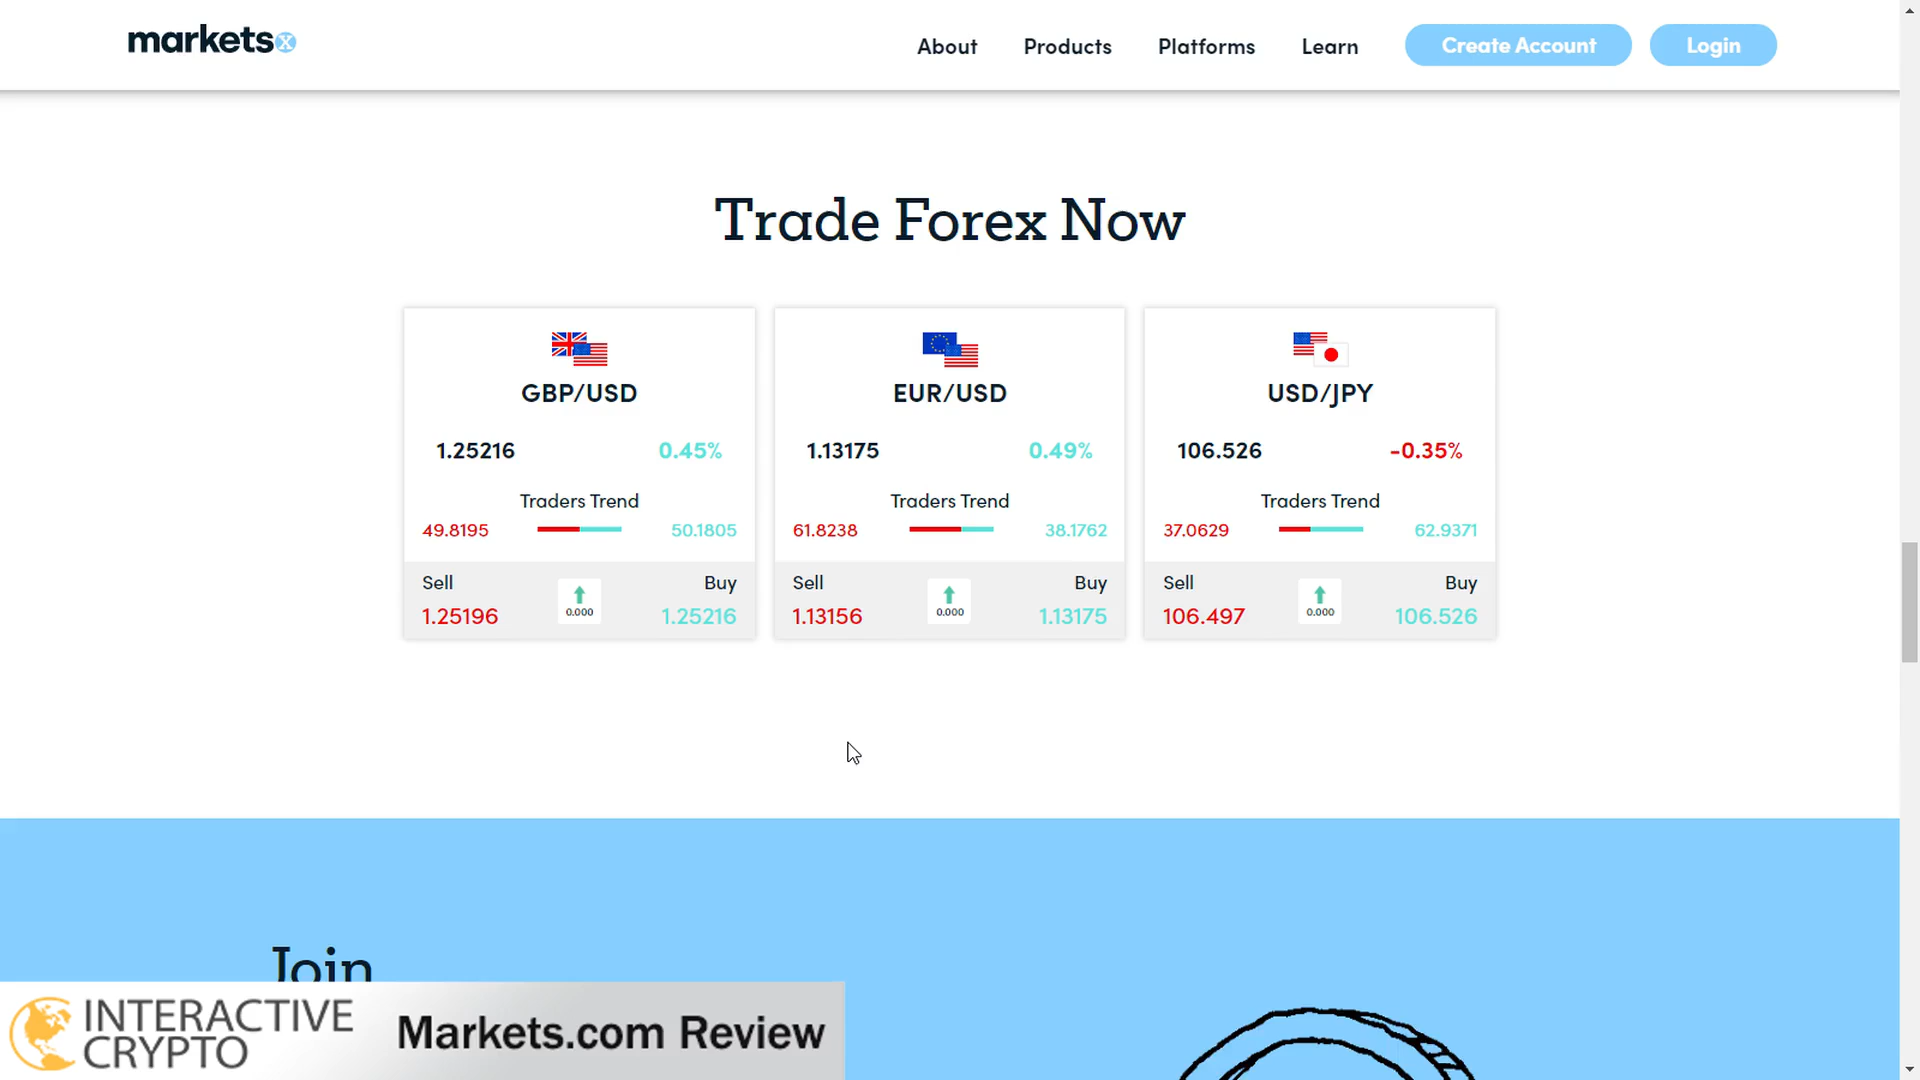 marketsx
About Products Platforms Learn Create Account Login
Trade Forex Now
GBP/USD
1.25216 0.45%
Traders Trend
49.8195 50.1805
Sell Buy
1.25196 0.000 1.25216
EUR/USD
1.13175 0.49%
Traders Trend
61.8238 38.1762
Sell Buy
1.13156 0.000 1.13175
USD/JPY
106.526 -0.35%
Traders Trend
37.0629 62.9371
Sell Buy
106.497 0.000 106.526
Join
INTERACTIVE
CRYPTO
Markets.com Review